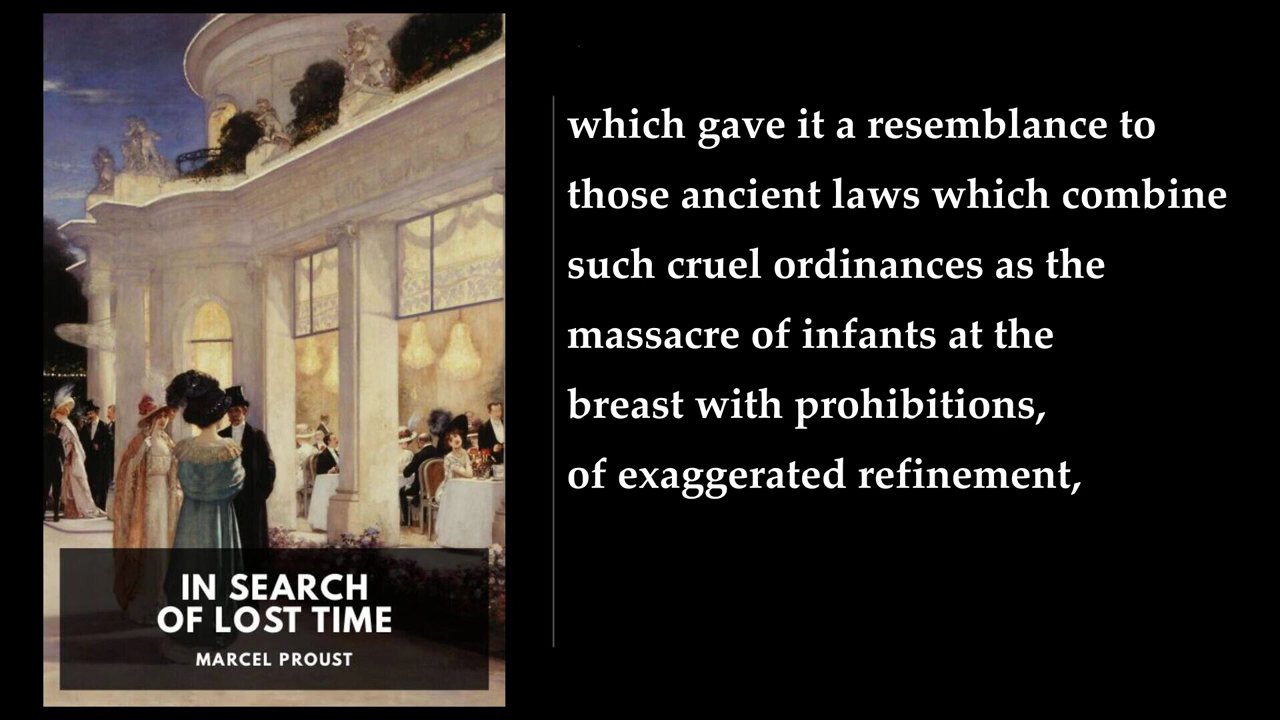 which gave it a resemblance to
those ancient laws which combine
such cruel ordinances as the
massacre of infants at the
breast with prohibitions,
of exaggerated refinement,
IN SEARCH
OF LOST TIME
MARCEL PROUST